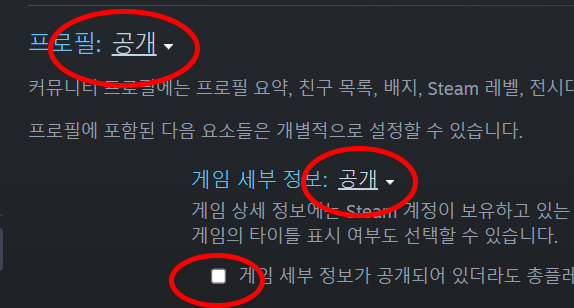 프로필: 공개
커뮤니티 프로필에는 프로필 요약, 친구 목록, 배지, Steam 레벨, 전시다
프로필에 포함된 다음 요소들은 개별적으로 설정할 수 있습니다.
게임 세부 정보: 공개
게임 상세 정보에는 Steam 계정이 보유하고 있는
게임의 타이틀 표시 여부도 선택할 수 있습니다.
게임 세부 정보가 공개되어 있더라도 총플레